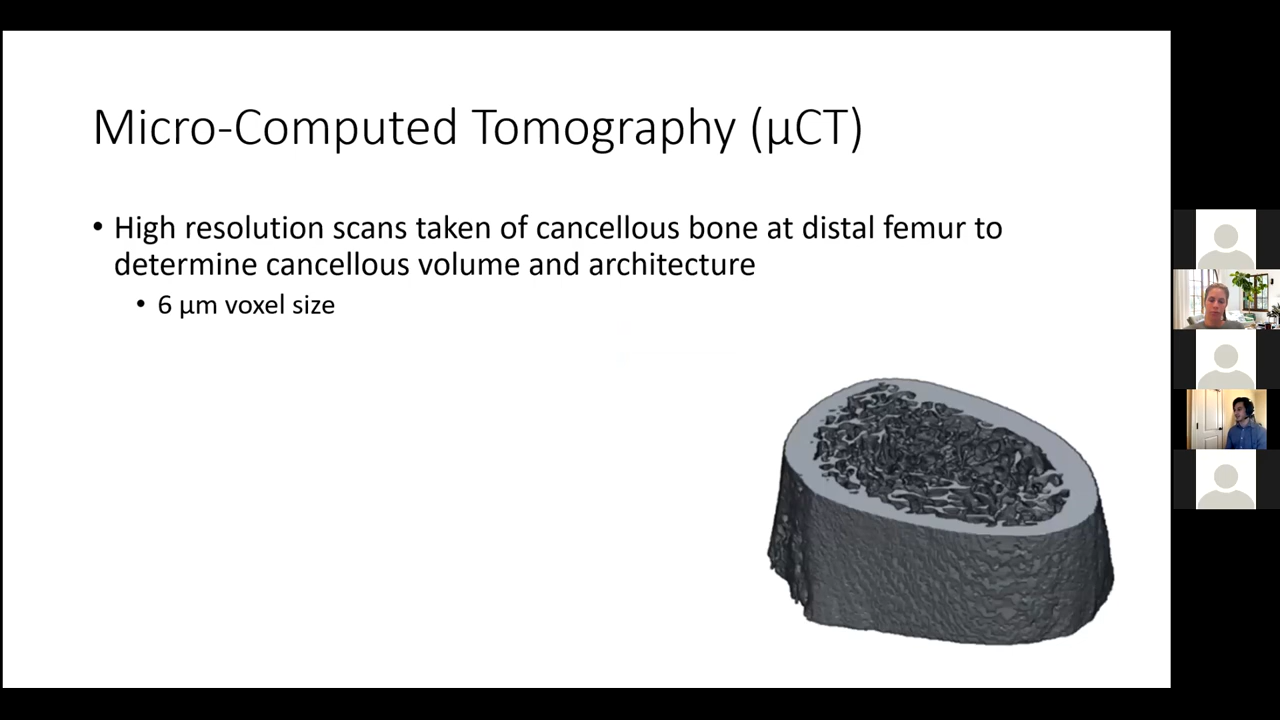 Micro-Computed Tomography (µCT)
• High resolution scans taken of cancellous bone at distal femur to
determine cancellous volume and architecture
• 6 µm voxel size